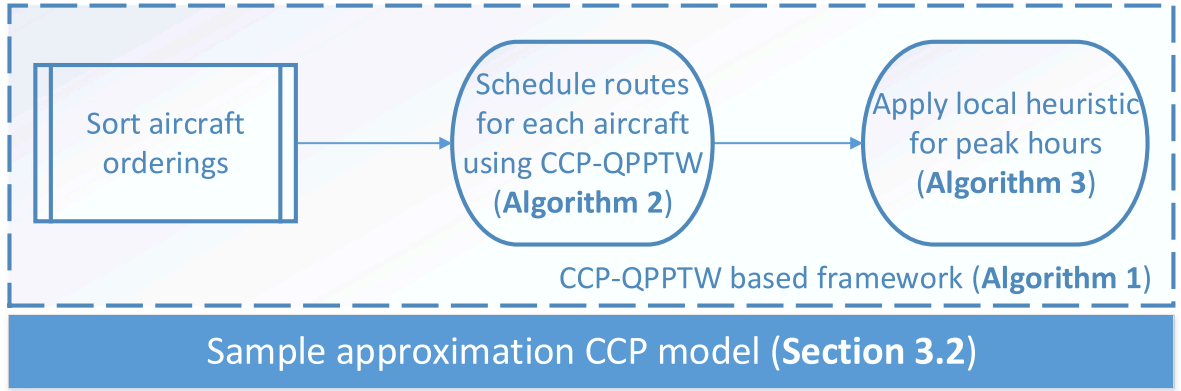 Sort aircraft
orderings
Schedule routes
for each aircraft
using CCP-QPPTW
(Algorithm 2)
Apply local heuristic
for peak hours
(Algorithm 3)
CCP-QPPTW based framework (Algorithm 1)
Sample approximation CCP model (Section 3.2)